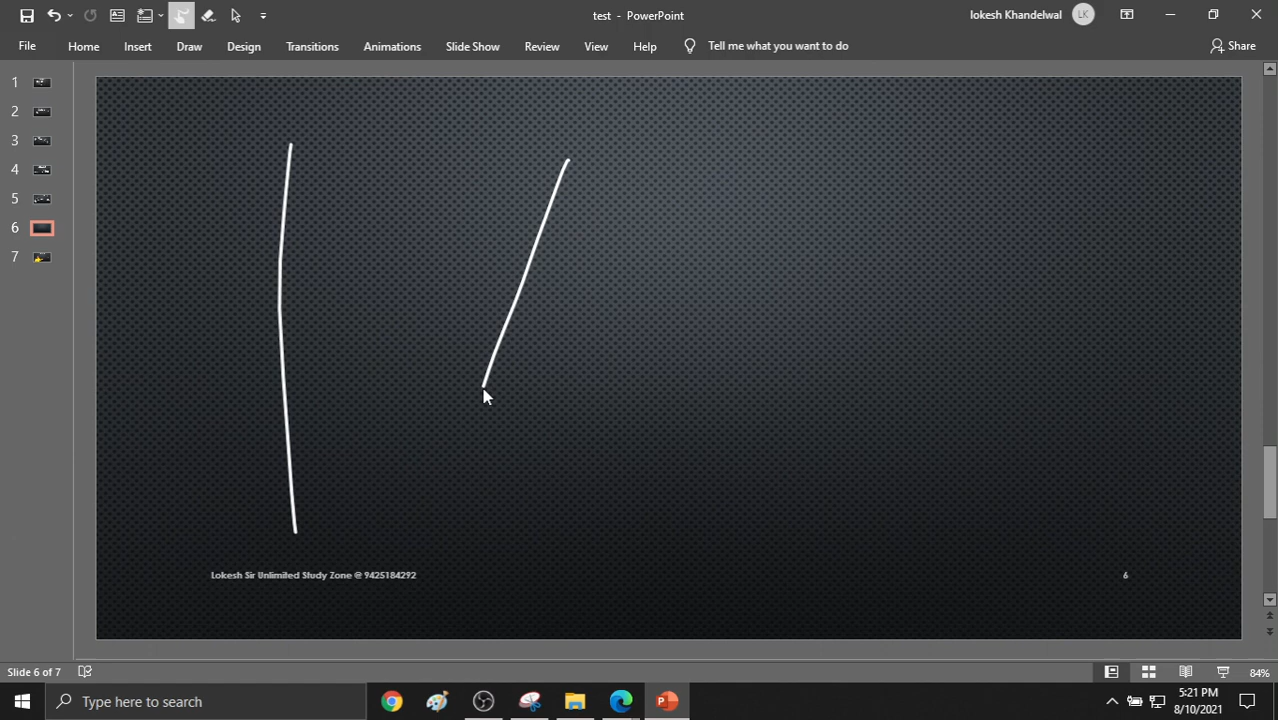 test - PowerPoint
lokesh Khandelwal LK
File Home Insert Draw Design Transitions Animations Slide Show Review View Help Tell me what you want to do Share
1
2
3
4
5
6
7
Lokesh Sir Unlimited Study Zone @ 9425184292 6
Slide 6 of 7 84%
Type here to search 5:21 PM
8/10/2021